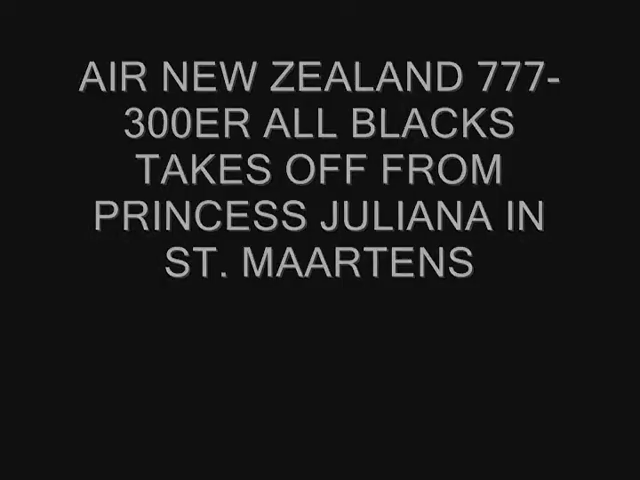 AIR NEW ZEALAND 777-
300ER ALL BLACKS
TAKES OFF FROM
PRINCESS JULIANA IN
ST. MAARTENS